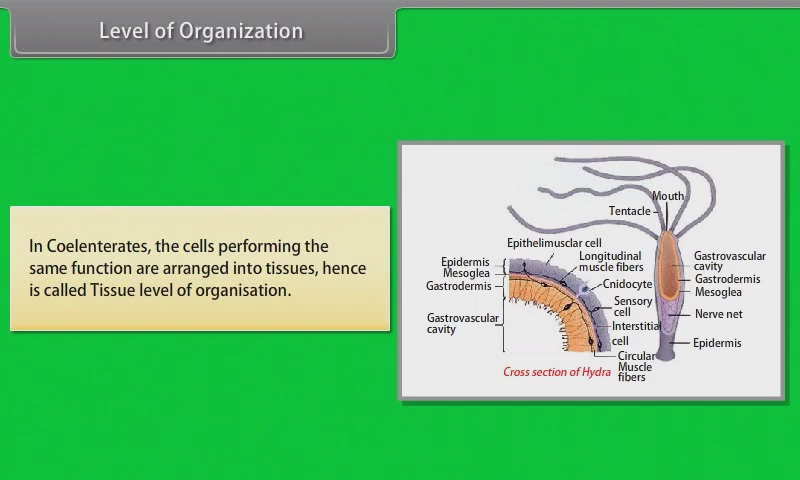 Level of Organization
In Coelenterates, the cells performing the
same function are arranged into tissues, hence
is called Tissue level of organisation.
Mouth
Tentacle
Epithelimusclar cell
Longitudinal
muscle fibers
Epidermis
Mesoglea
Gastrodermis
Cnidocyte
Sensory
cell
Interstitial
cell
Gastrovascular
cavity
Circular
Muscle
fibers
Cross section of Hydra
Gastrovascular
cavity
Gastrodermis
Mesoglea
Nerve net
Epidermis